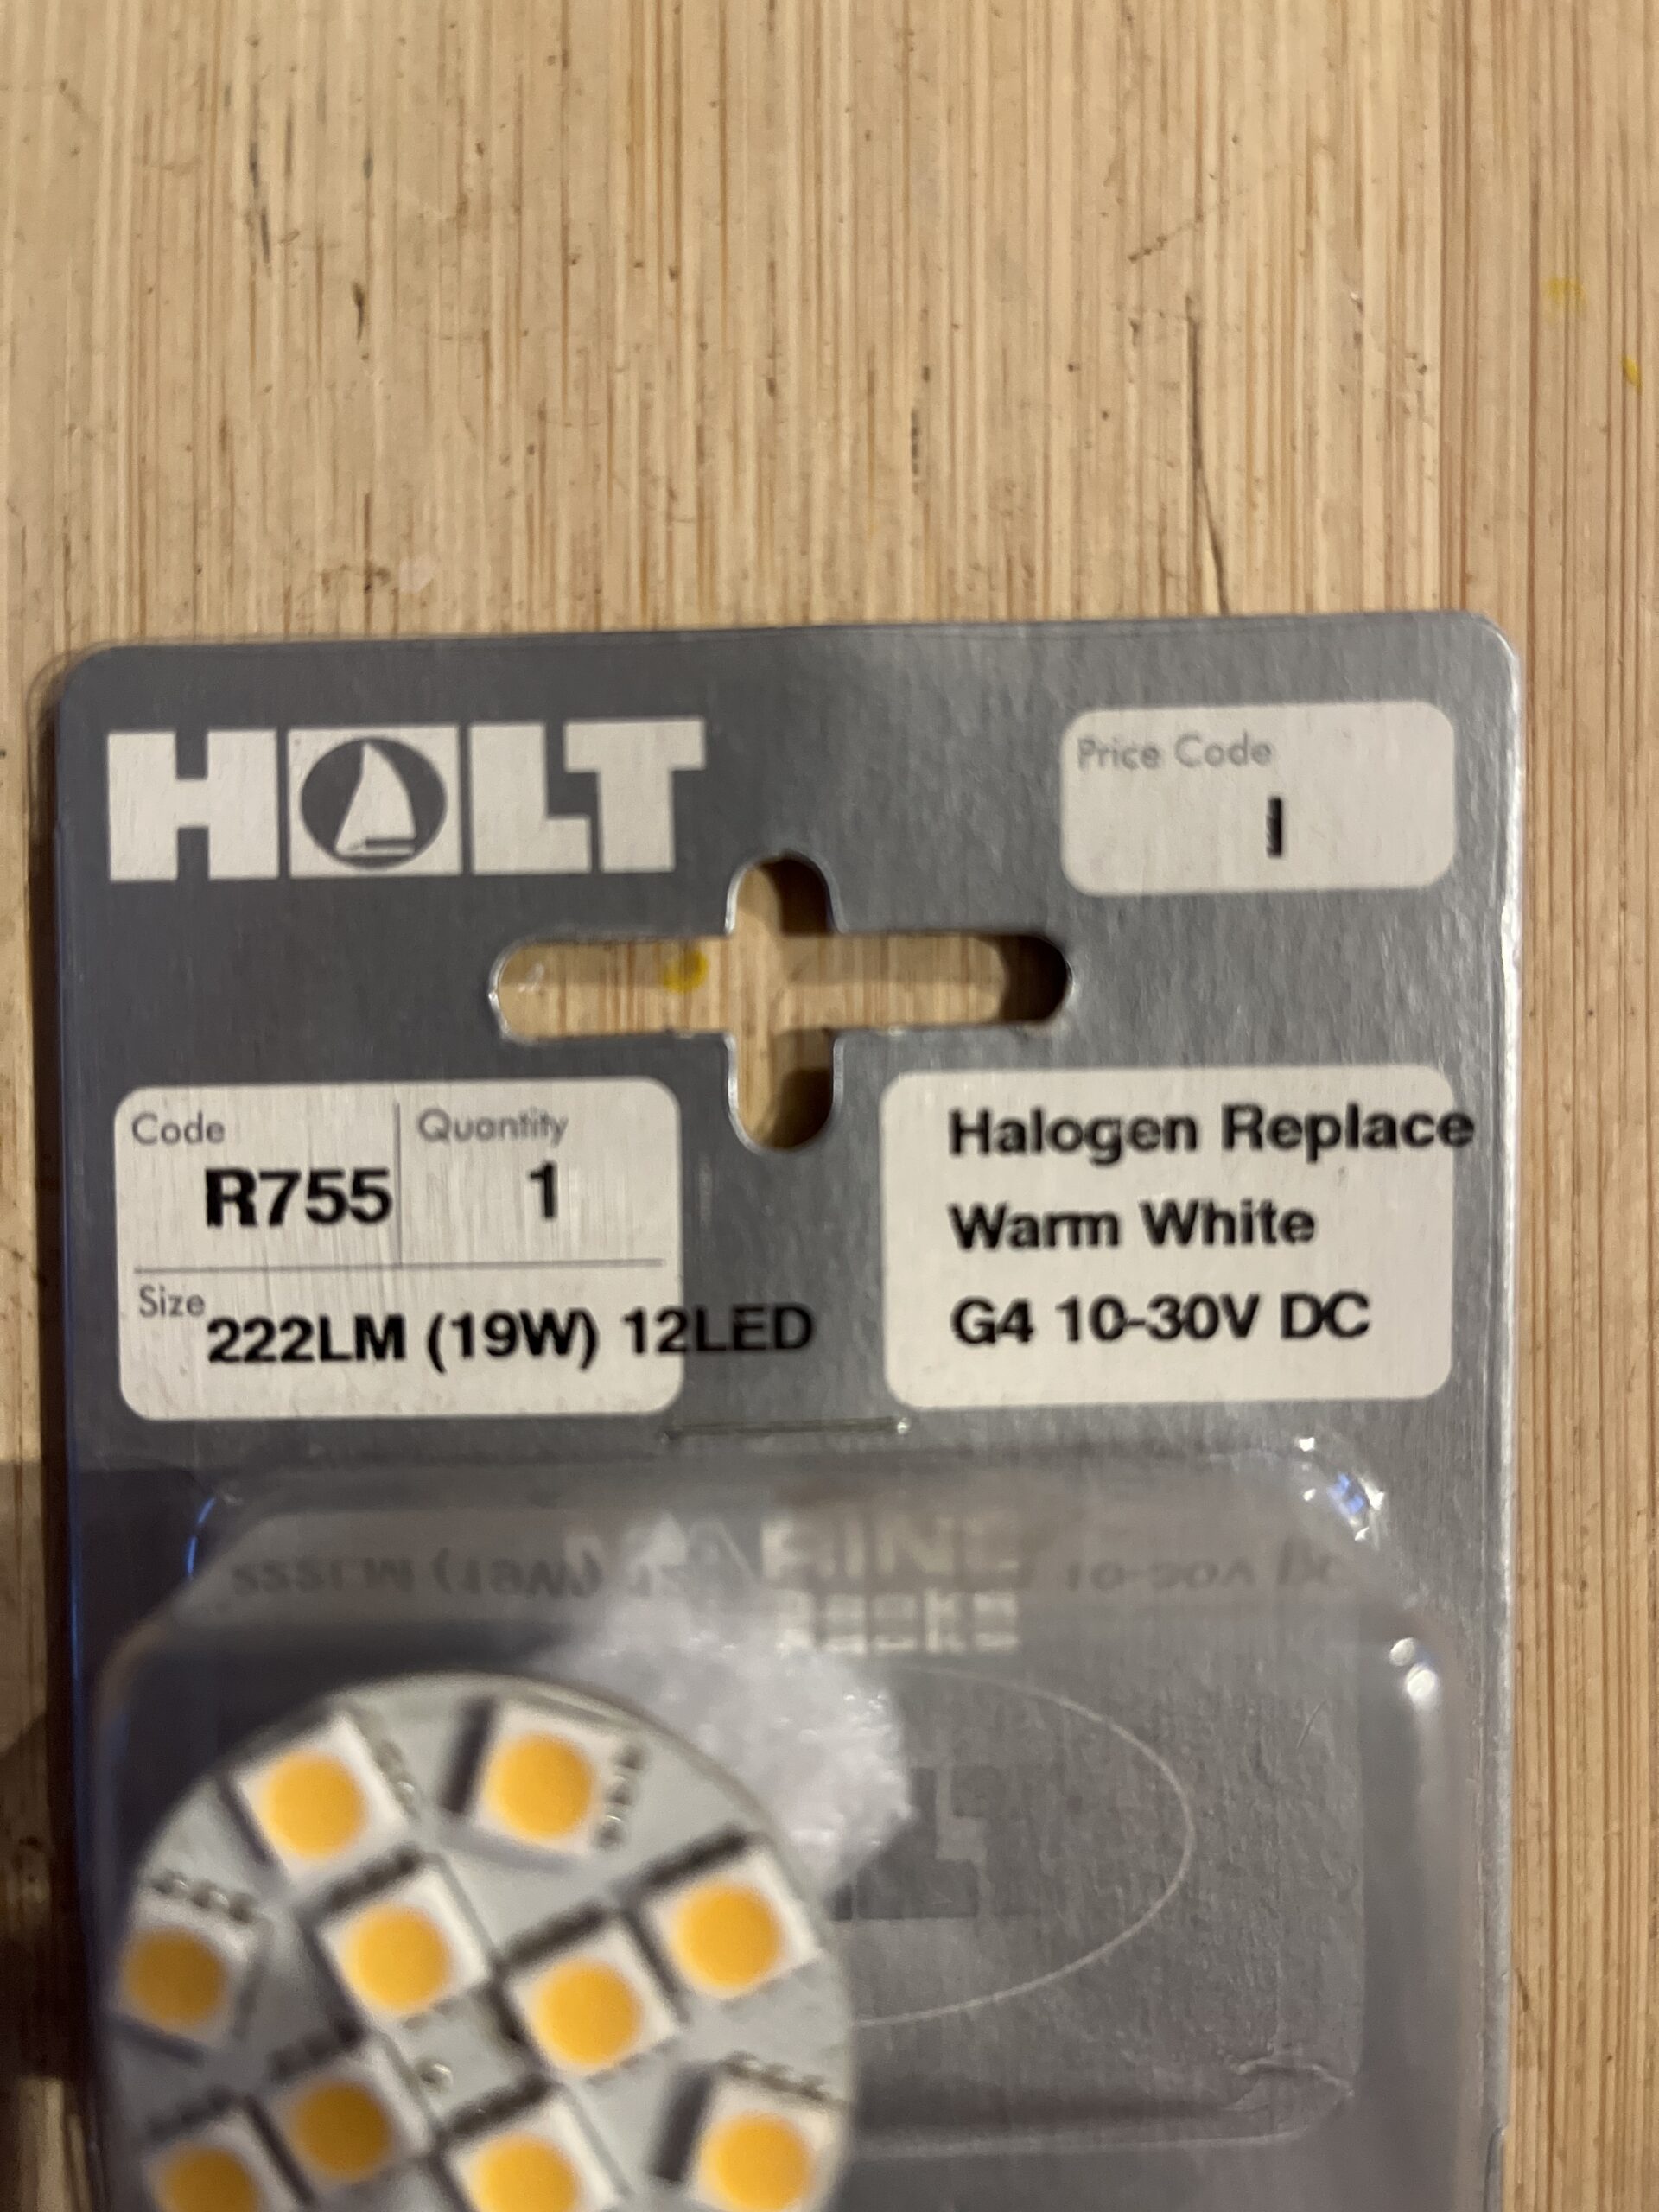 HOLT
Price Code
I
Code
R755
Quantity
1
Size
222LM (19W) 12LED
Halogen Replace
Warm White
G4 10-30V DC
MARINE